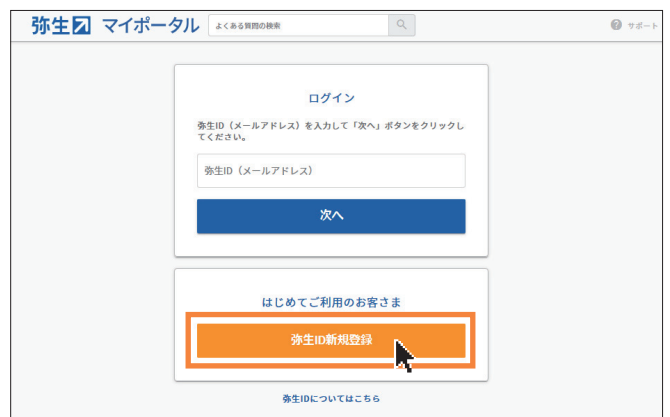 弥生 マイポータル
よくある質問の検索
サポート
ログイン
弥生ID（メールアドレス）を入力して「次へ」ボタンをクリックし
てください。
弥生ID（メールアドレス）
次へ
はじめてご利用のお客さま
弥生ID新規登録
弥生IDについてはこちら